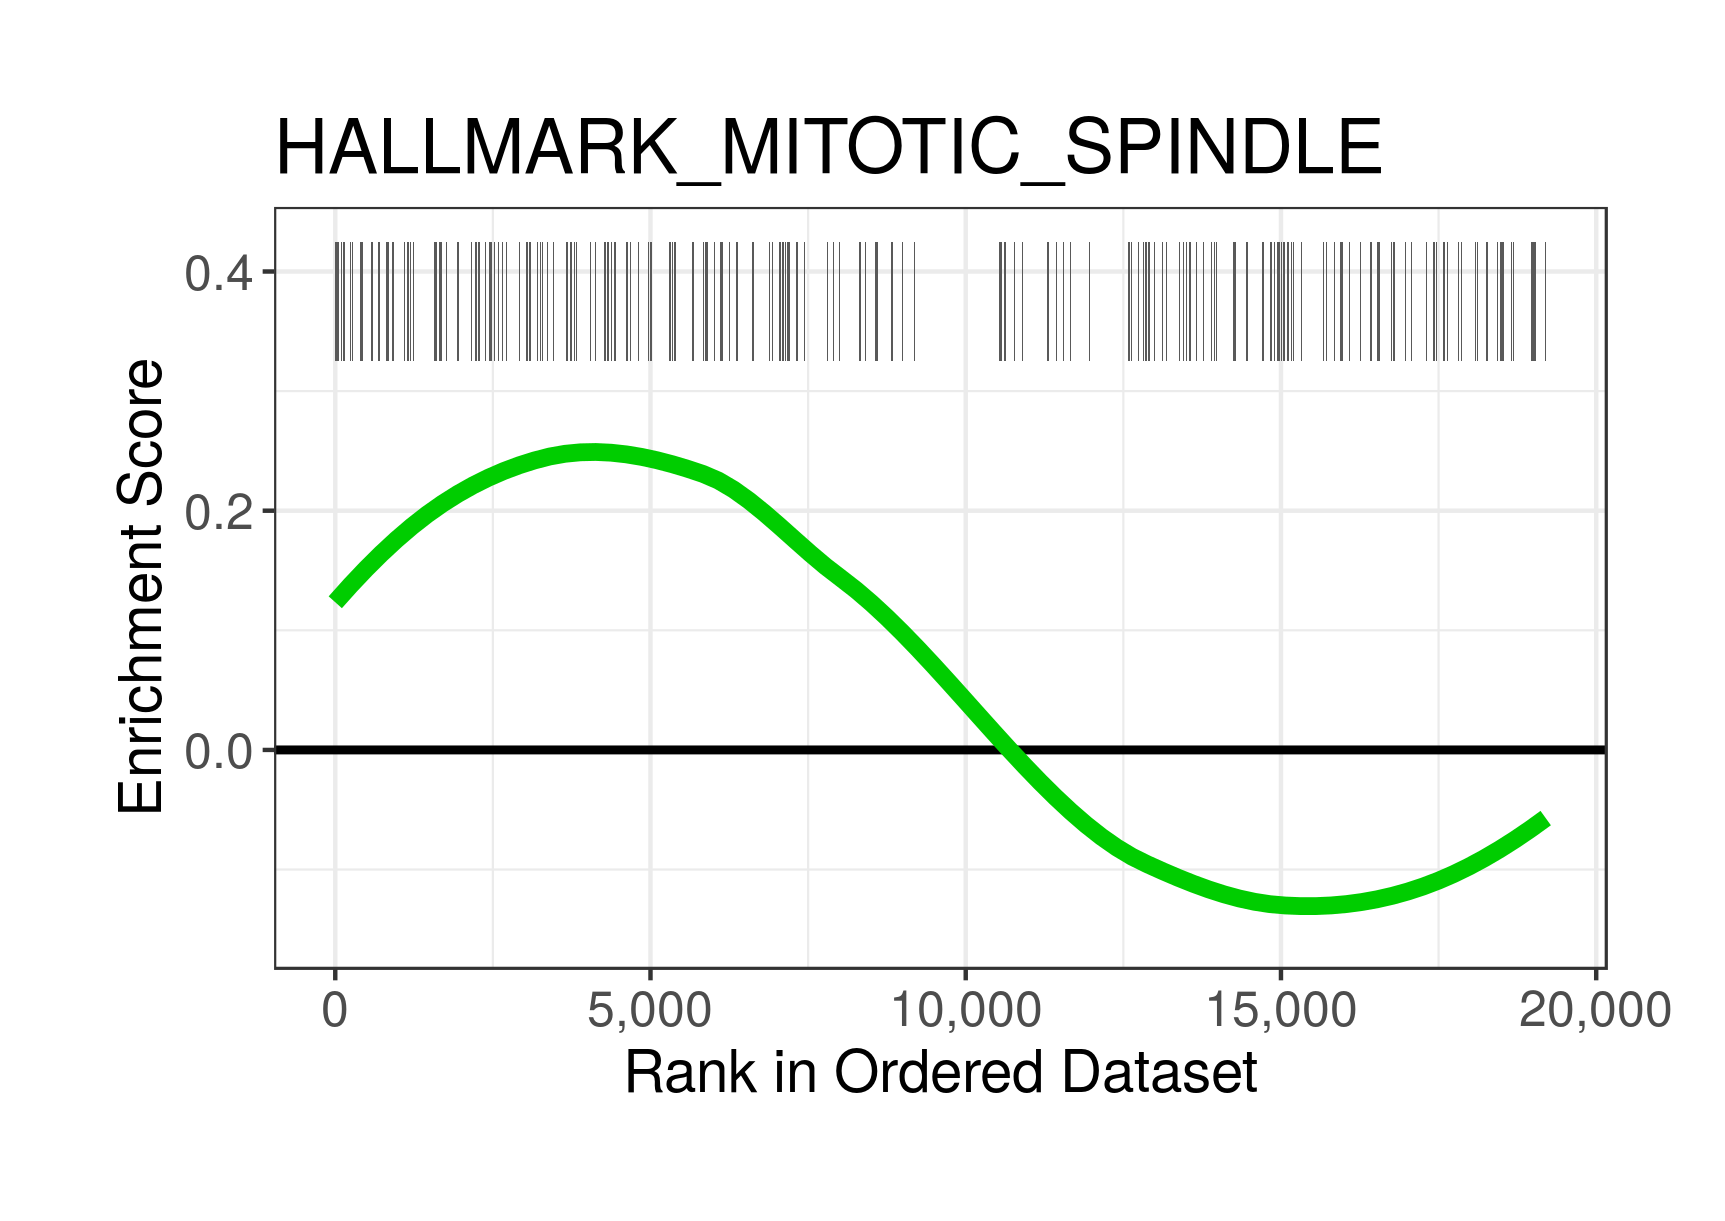 HALLMARK_MITOTIC_SPINDLE
Enrichment Score
0.4
0.2
0.0
0 5,000 10,000 15,000 20,000
Rank in Ordered Dataset